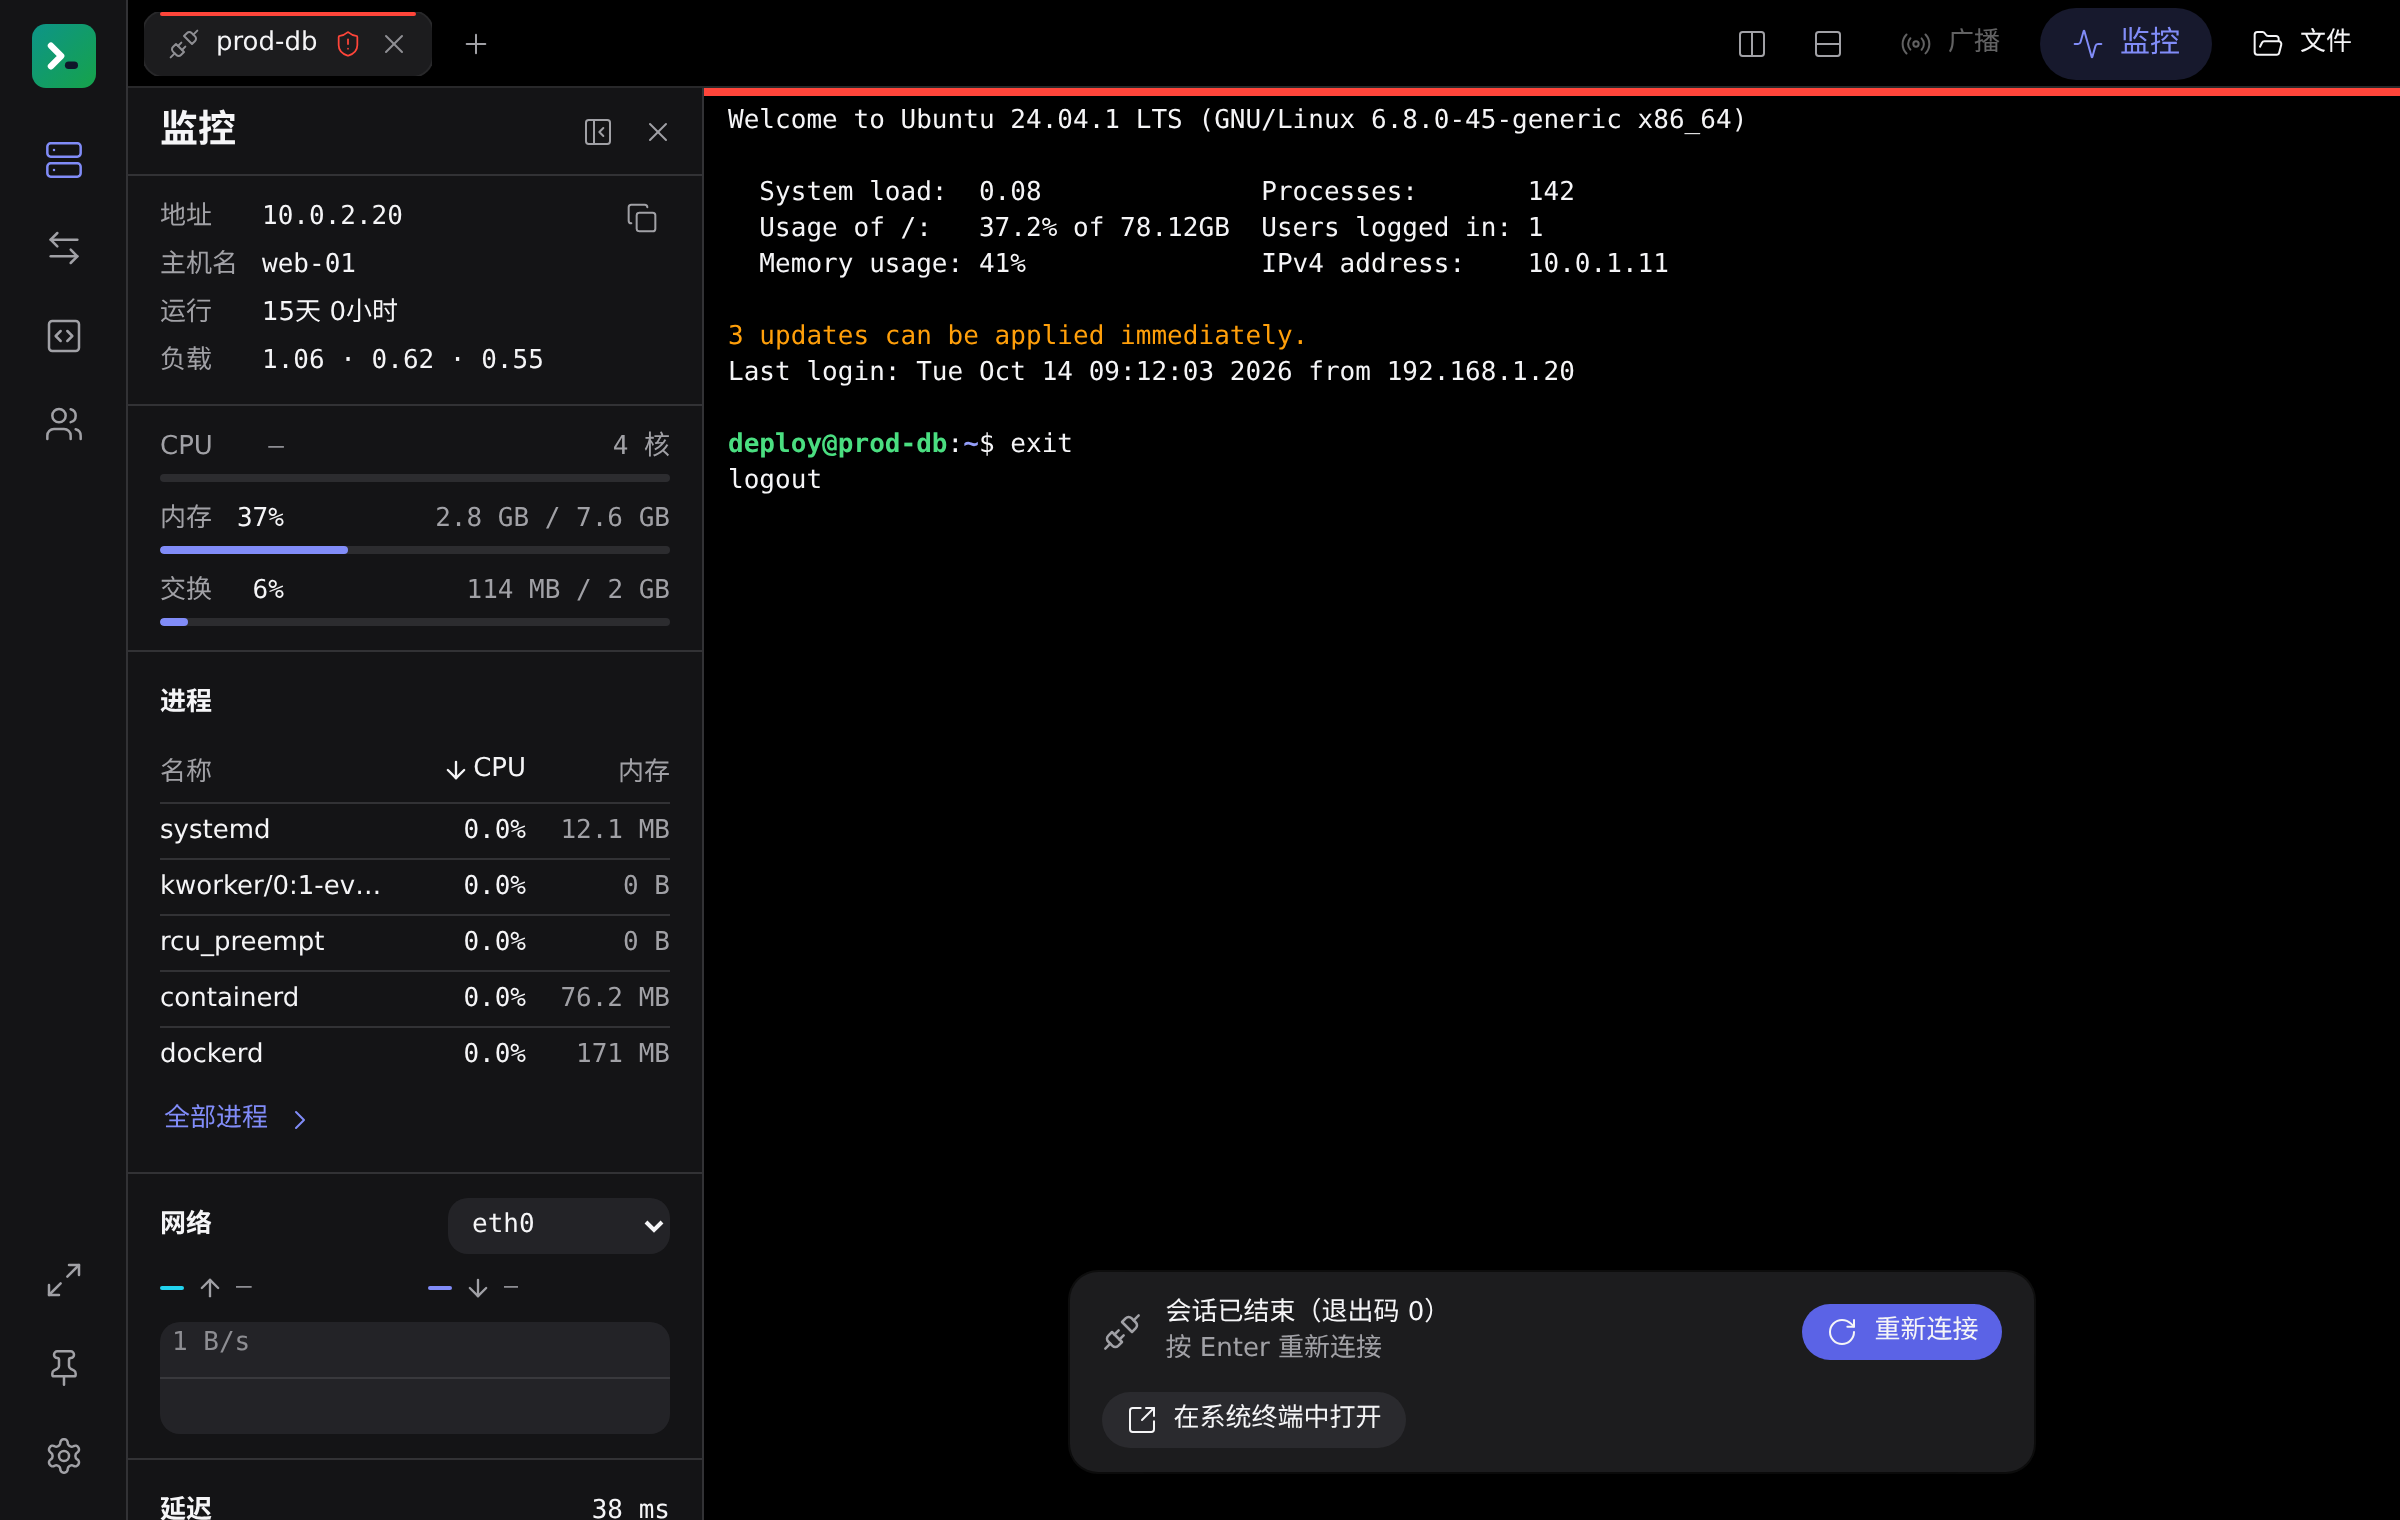 prod-db
广播
监控
文件
监控
地址 10.0.2.20
主机名 web-01
运行 15天 0小时
负载 1.06 · 0.62 · 0.55
CPU — 4 核
内存 37% 2.8 GB / 7.6 GB
交换 6% 114 MB / 2 GB
进程
名称 ↓ CPU 内存
systemd 0.0% 12.1 MB
kworker/0:1-ev... 0.0% 0 B
rcu_preempt 0.0% 0 B
containerd 0.0% 76.2 MB
dockerd 0.0% 171 MB
全部进程
网络 eth0
↑ — ↓ —
1 B/s
延迟 38 ms
Welcome to Ubuntu 24.04.1 LTS (GNU/Linux 6.8.0-45-generic x86_64)
System load: 0.08 Processes: 142
Usage of /: 37.2% of 78.12GB Users logged in: 1
Memory usage: 41% IPv4 address: 10.0.1.11
3 updates can be applied immediately.
Last login: Tue Oct 14 09:12:03 2026 from 192.168.1.20
deploy@prod-db:~$ exit
logout
会话已结束（退出码 0）
按 Enter 重新连接
重新连接
在系统终端中打开